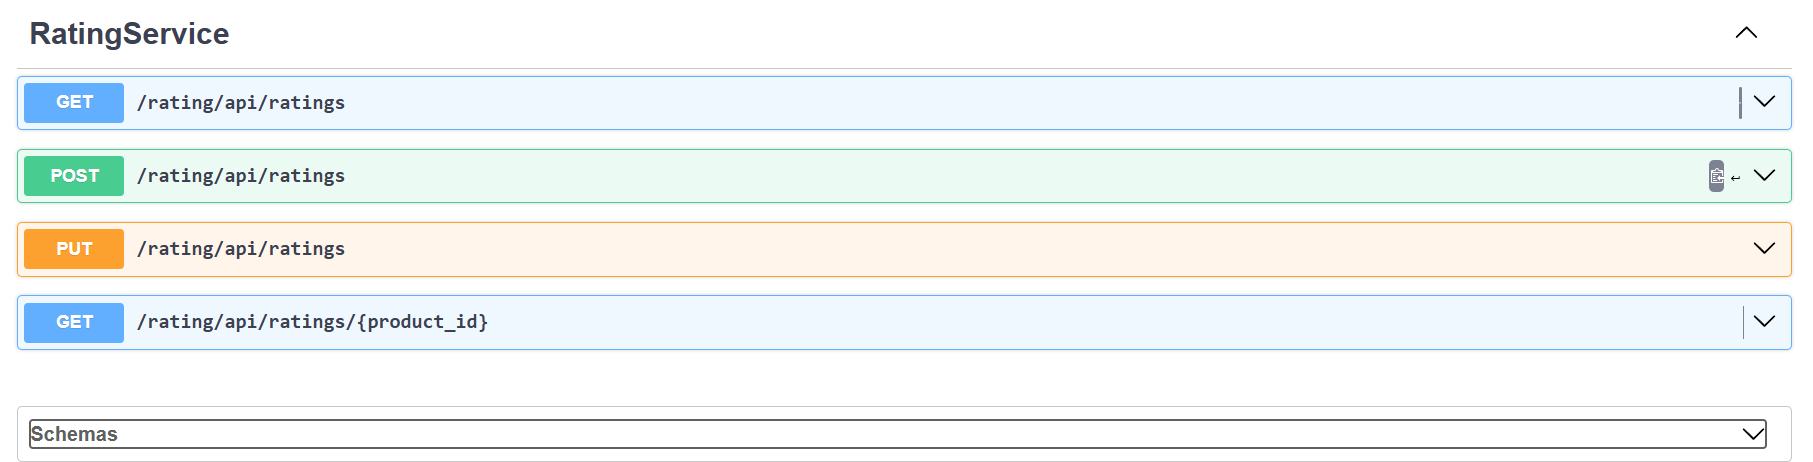 RatingService
GET /rating/api/ratings
POST /rating/api/ratings
PUT /rating/api/ratings
GET /rating/api/ratings/{product_id}
Schemas